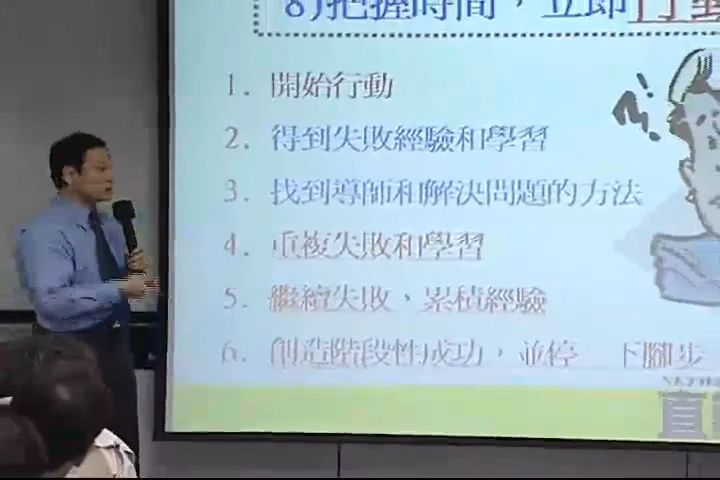 8)把握時間，立即行動
1. 開始行動
2. 得到失敗經驗和學習
3. 找到導師和解決問題的方法
4. 重複失敗和學習
5. 繼續失敗，累積經驗
6. 創造階段性成功，並停 下腳步
直